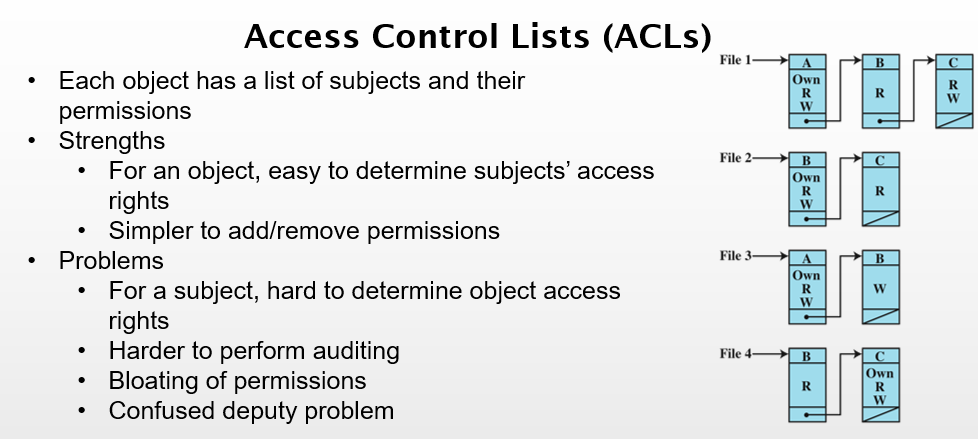 Access Control Lists (ACLs)
• Each object has a list of subjects and their
permissions
• Strengths
• For an object, easy to determine subjects’ access
rights
• Simpler to add/remove permissions
• Problems
• For a subject, hard to determine object access
rights
• Harder to perform auditing
• Bloating of permissions
• Confused deputy problem
File 1
A
Own
R
W
B
R
C
R
W
File 2
B
Own
R
W
C
R
File 3
A
Own
R
W
B
W
File 4
B
R
C
Own
R
W